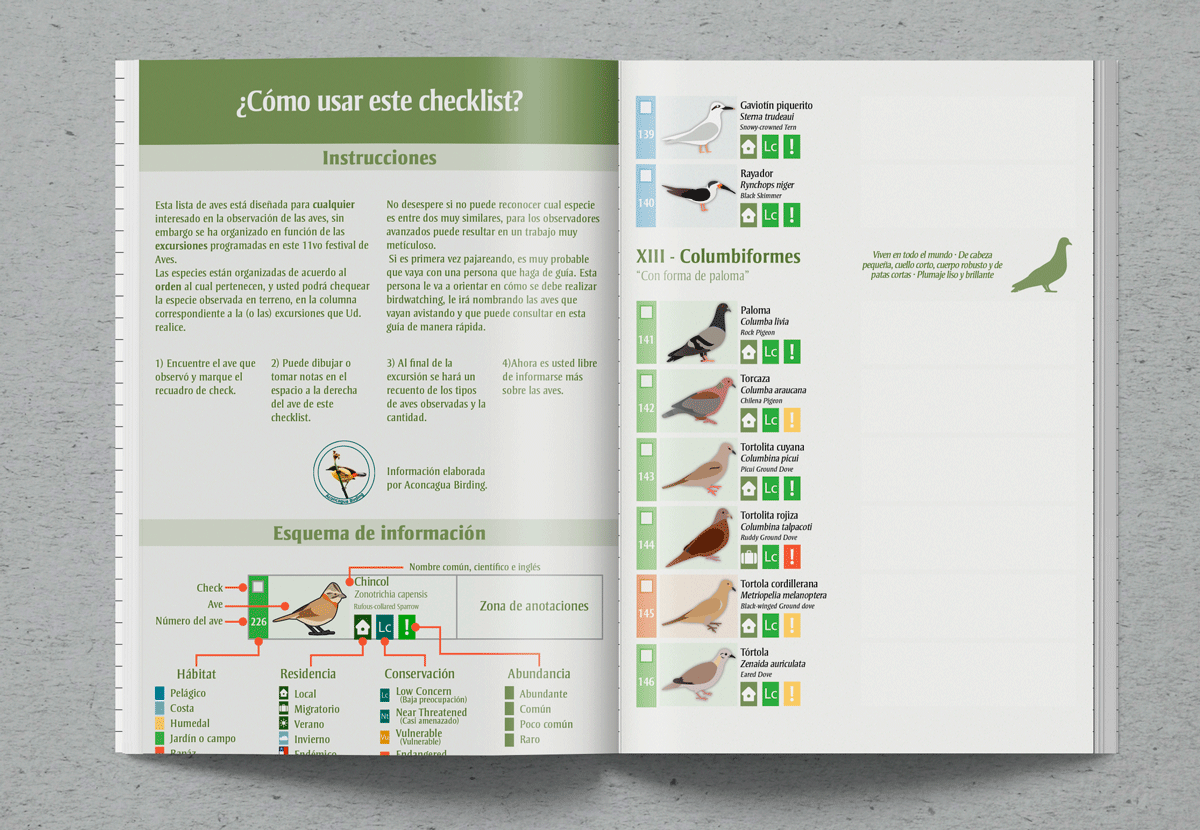 ¿Cómo usar este checklist?
Instrucciones
Esta lista de aves está diseñada para cualquier
interesado en la observación de las aves, sin
embargo se ha organizado en función de las
excursiones programadas en este 11vo festival de
Aves.
Las especies están organizadas de acuerdo al
orden al cual pertenecen, y usted podrá chequear
la especie observada en terreno, en la columna
correspondiente a la (o las) excursiones que Ud.
realice.
No desespere si no puede reconocer cual especie
es entre dos muy similares, para los observadores
avanzados puede resultar en un trabajo muy
metículoso.
Si es primera vez pajareando, es muy probable
que vaya con una persona que haga de guía. Esta
persona le va a orientar en cómo se debe realizar
birdwatching, le irá nombrando las aves que
vayan avistando y que puede consultar en esta
guía de manera rápida.
1) Encuentre el ave que
observó y marque el
recuadro de check.
2) Puede dibujar o
tomar notas en el
espacio a la derecha
del ave de este
checklist.
3) Al final de la
excursión se hará un
recuento de los tipos
de aves observadas y la
cantidad.
4)Ahora es usted libre
de informarse más
sobre las aves.
Aconcagua Birding
Información elaborada
por Aconcagua Birding.
Esquema de información
Nombre común, científico e inglés
Check
Ave
Número del ave
226
Chincol
Zonotrichia capensis
Rufous-collared Sparrow
Lc !
Zona de anotaciones
Hábitat
Pelágico
Costa
Humedal
Jardín o campo
Rapáz
Residencia
Local
Migratorio
Verano
Invierno
Endémico
Conservación
Lc Low Concern
(Baja preocupación)
Nt Near Threatened
(Casi amenazado)
Vu Vulnerable
(Vulnerable)
Endangered
Abundancia
Abundante
Común
Poco común
Raro
139
Gaviotín piquerito
Sterna trudeaui
Snowy-crowned Tern
Lc !
140
Rayador
Rynchops niger
Black Skimmer
Lc !
XIII - Columbiformes
“Con forma de paloma”
Viven en todo el mundo · De cabeza
pequeña, cuello corto, cuerpo robusto y de
patas cortas · Plumaje liso y brillante
141
Paloma
Columba livia
Rock Pigeon
Lc !
142
Torcaza
Columba araucana
Chilena Pigeon
Lc !
143
Tortolita cuyana
Columbina picui
Picui Ground Dove
Lc !
144
Tortolita rojiza
Columbina talpacoti
Ruddy Ground Dove
Lc !
145
Tortola cordillerana
Metriopelia melanoptera
Black-winged Ground dove
Lc !
146
Tórtola
Zenaida auriculata
Eared Dove
Lc !